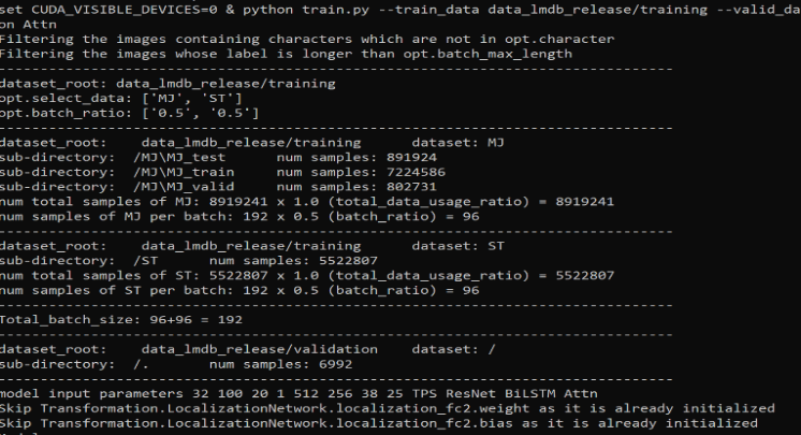 set CUDA_VISIBLE_DEVICES=0 & python train.py --train_data data_lmdb_release/training --valid_da
on Attn
Filtering the images containing characters which are not in opt.character
Filtering the images whose label is longer than opt.batch_max_length
--------------------------------------------------------------------------------
dataset_root: data_lmdb_release/training
opt.select_data: ['MJ', 'ST']
opt.batch_ratio: ['0.5', '0.5']
--------------------------------------------------------------------------------
dataset_root:    data_lmdb_release/training      dataset: MJ
sub-directory:  /MJ\MJ_test      num samples: 891924
sub-directory:  /MJ\MJ_train     num samples: 7224586
sub-directory:  /MJ\MJ_valid     num samples: 802731
num total samples of MJ: 8919241 x 1.0 (total_data_usage_ratio) = 8919241
num samples of MJ per batch: 192 x 0.5 (batch_ratio) = 96
--------------------------------------------------------------------------------
dataset_root:    data_lmdb_release/training      dataset: ST
sub-directory:  /ST      num samples: 5522807
num total samples of ST: 5522807 x 1.0 (total_data_usage_ratio) = 5522807
num samples of ST per batch: 192 x 0.5 (batch_ratio) = 96
--------------------------------------------------------------------------------
Total_batch_size: 96+96 = 192
--------------------------------------------------------------------------------
dataset_root:    data_lmdb_release/validation    dataset: /
sub-directory:  /.       num samples: 6992
--------------------------------------------------------------------------------
model input parameters 32 100 20 1 512 256 38 25 TPS ResNet BiLSTM Attn
Skip Transformation.LocalizationNetwork.localization_fc2.weight as it is already initialized
Skip Transformation.LocalizationNetwork.localization_fc2.bias as it is already initialized